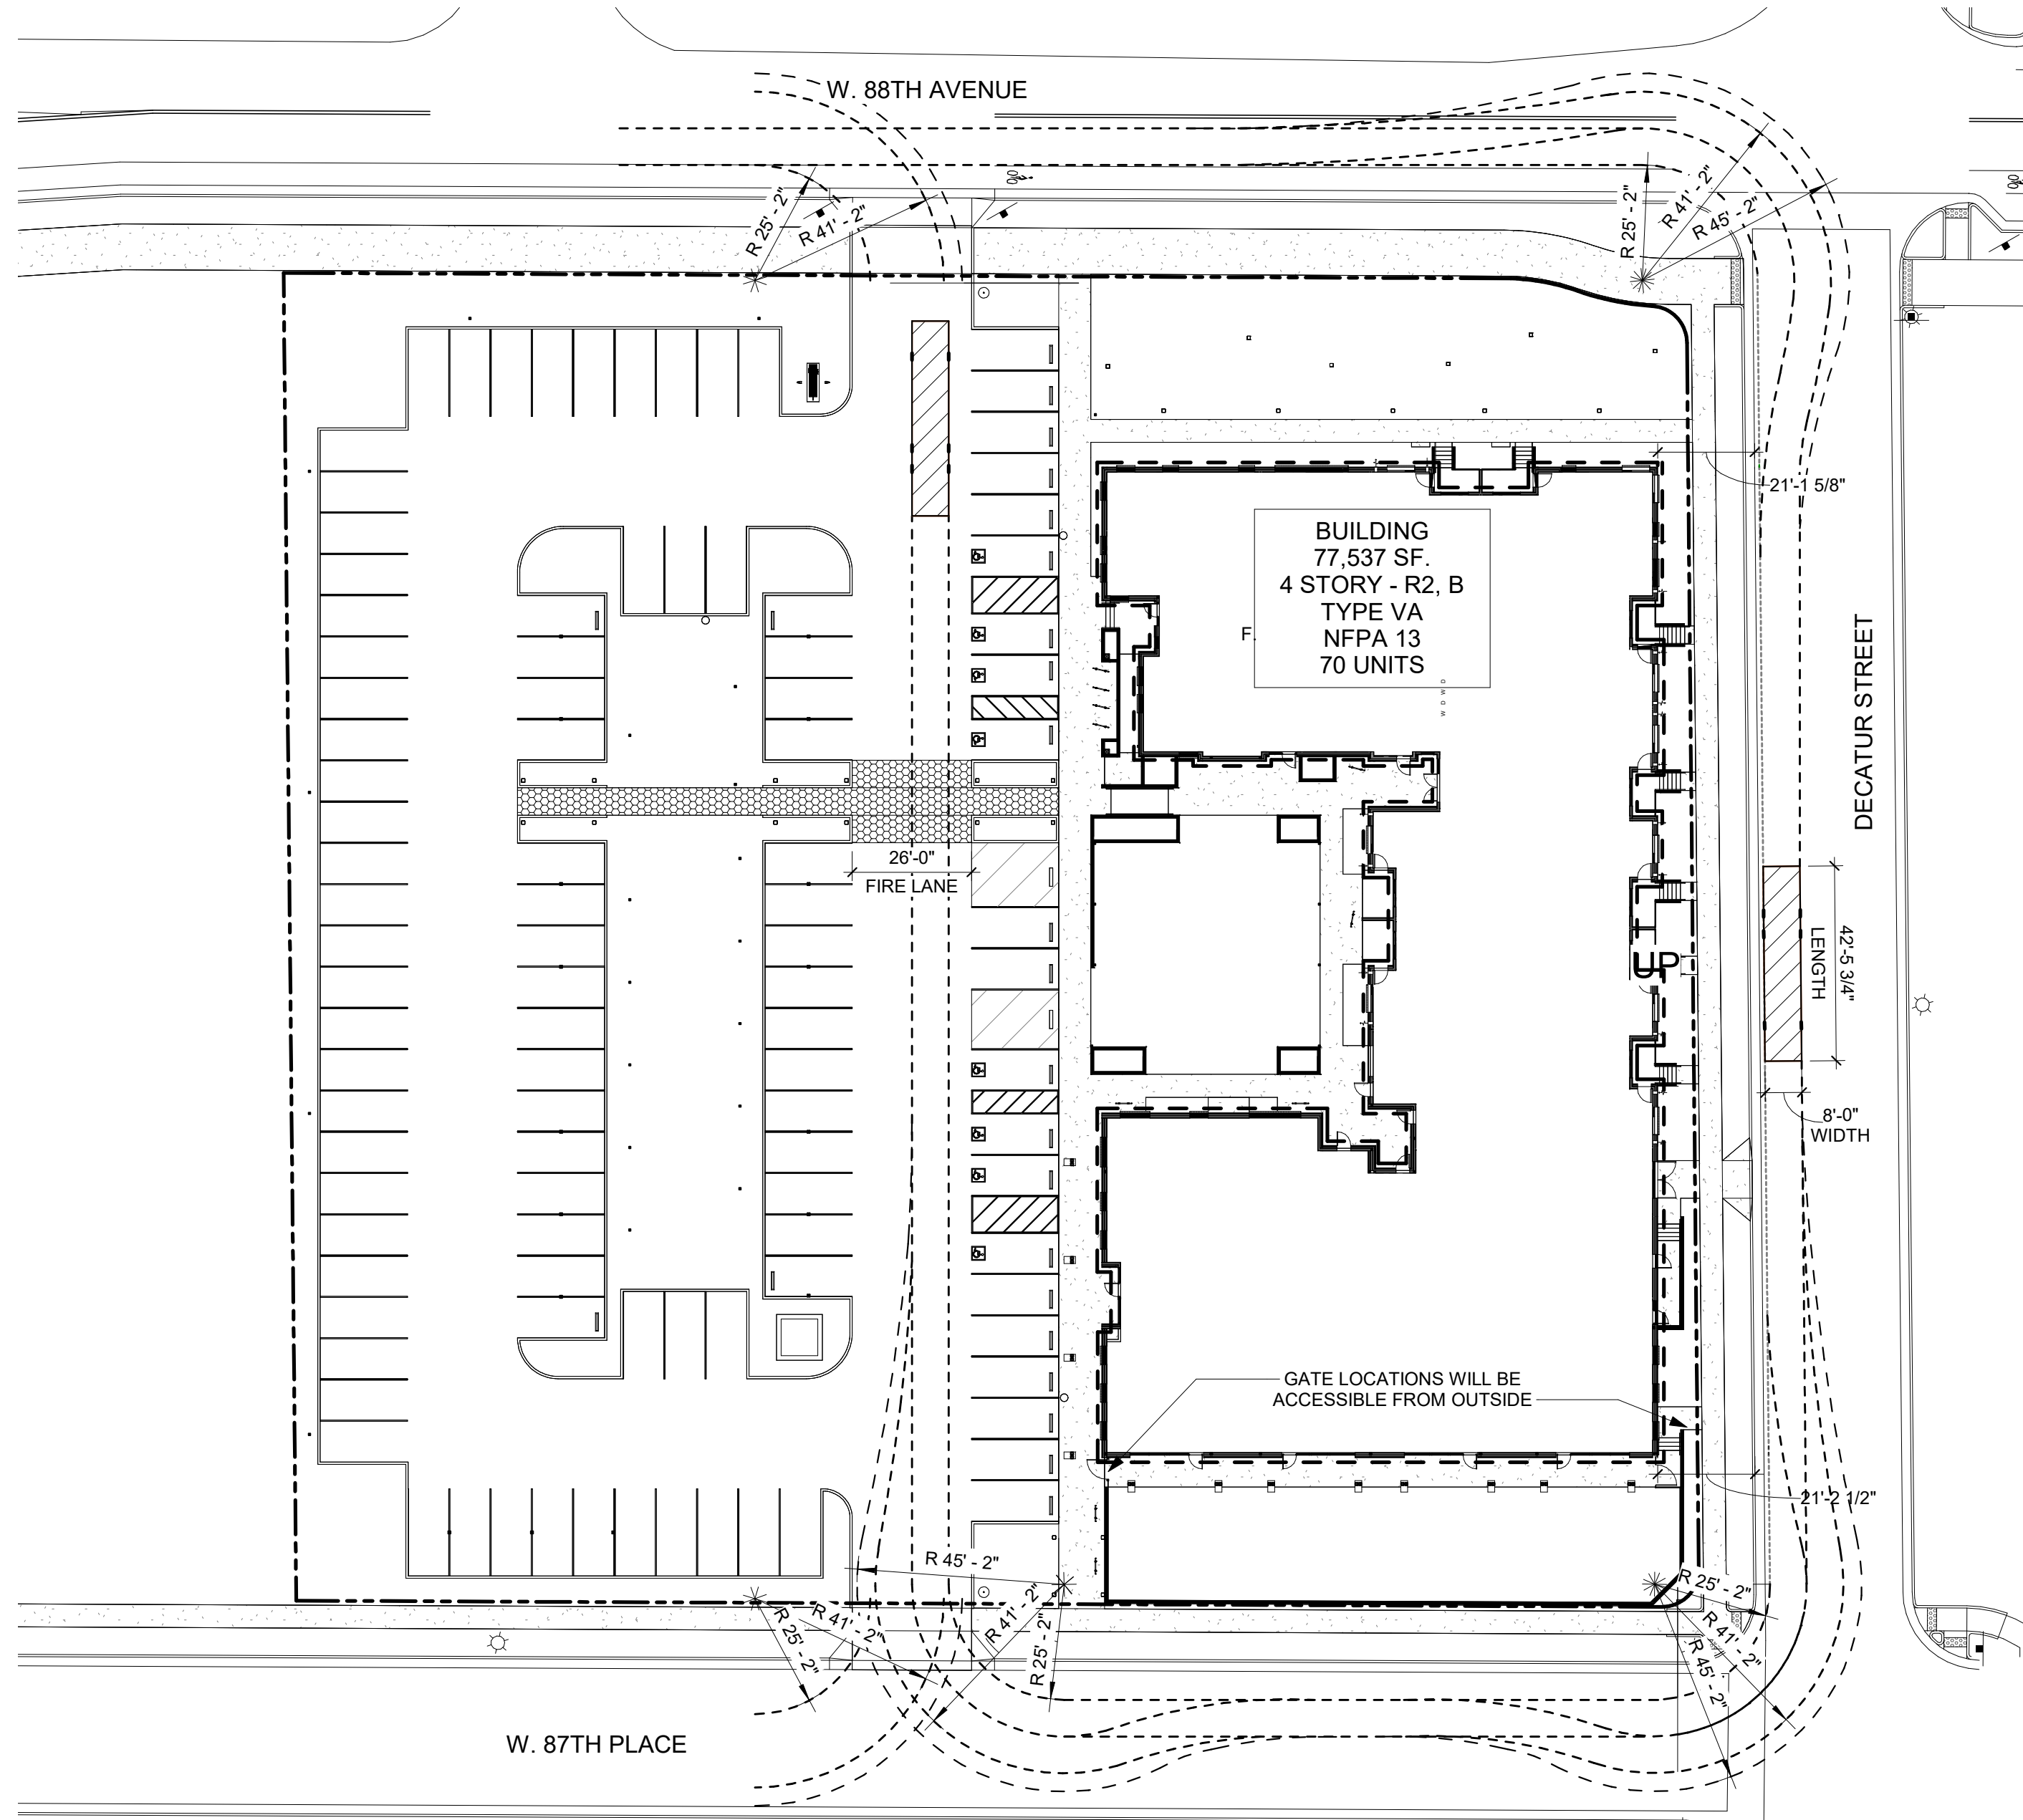 W. 88TH AVENUE
R 25' - 2"
R 41' - 2"
R 25' - 2"
R 41' - 2"
R 45' - 2"
21'-1 5/8"
BUILDING
77,537 SF.
4 STORY - R2, B
TYPE VA
NFPA 13
70 UNITS
F.
W D W D
DECATUR STREET
26'-0"
FIRE LANE
UP
42'-5 3/4"
LENGTH
8'-0"
WIDTH
GATE LOCATIONS WILL BE
ACCESSIBLE FROM OUTSIDE
21'-2 1/2"
R 45' - 2"
R 41' - 2"
R 25' - 2"
R 25' - 2"
R 41' - 2"
R 25' - 2"
R 41' - 2"
R 45' - 2"
W. 87TH PLACE